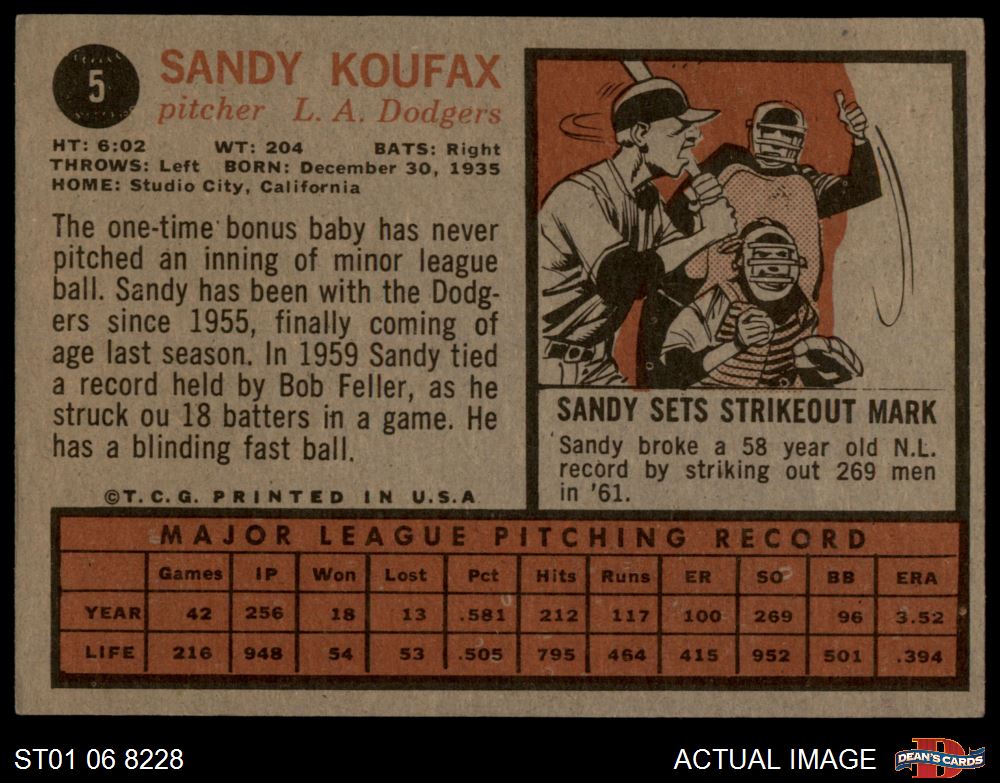 5
SANDY KOUFAX
pitcher L. A. Dodgers
HT: 6:02 WT: 204 BATS: Right
THROWS: Left BORN: December 30, 1935
HOME: Studio City, California
The one-time bonus baby has never
pitched an inning of minor league
ball. Sandy has been with the Dodg-
ers since 1955, finally coming of
age last season. In 1959 Sandy tied
a record held by Bob Feller, as he
struck ou 18 batters in a game. He
has a blinding fast ball.
©T.C.G. PRINTED IN U.S.A
SANDY SETS STRIKEOUT MARK
Sandy broke a 58 year old N.L.
record by striking out 269 men
in '61.
MAJOR LEAGUE PITCHING RECORD
Games IP Won Lost Pct Hits Runs ER SO BB ERA
YEAR 42 256 18 13 .581 212 117 100 269 96 3.52
LIFE 216 948 54 53 .505 795 464 415 952 501 .394
ST01 06 8228
ACTUAL IMAGE
D
DEAN'S CARDS